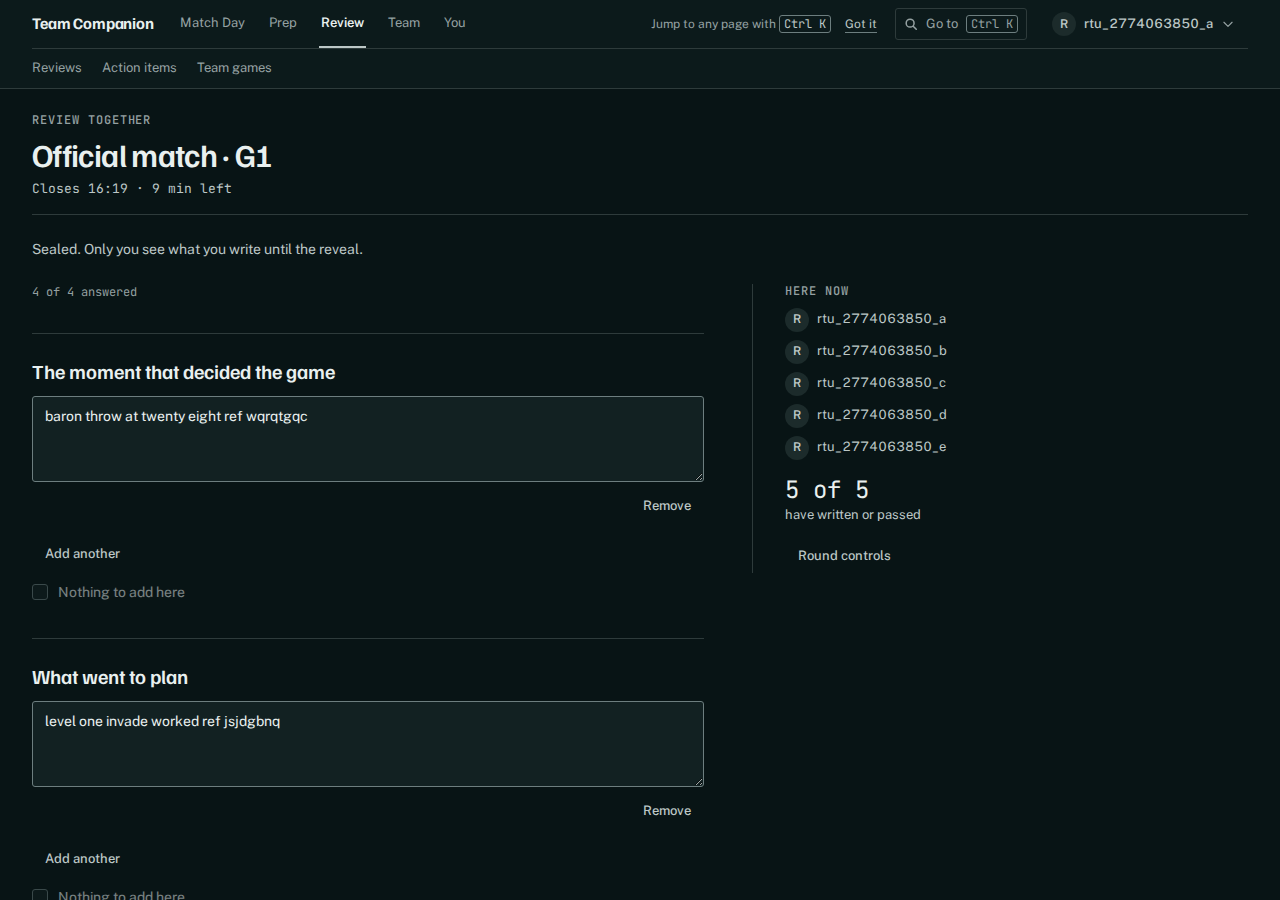 Team Companion
Match Day
Prep
Review
Team
You
Jump to any page with Ctrl K
Got it
Go to Ctrl K
R rtu_2774063850_a
Reviews
Action items
Team games
REVIEW TOGETHER
Official match · G1
Closes 16:19 · 9 min left
Sealed. Only you see what you write until the reveal.
4 of 4 answered
The moment that decided the game
baron throw at twenty eight ref wqrqtgqc
Remove
Add another
Nothing to add here
What went to plan
level one invade worked ref jsjdgbnq
Remove
Add another
Nothing to add here
HERE NOW
R rtu_2774063850_a
R rtu_2774063850_b
R rtu_2774063850_c
R rtu_2774063850_d
R rtu_2774063850_e
5 of 5
have written or passed
Round controls